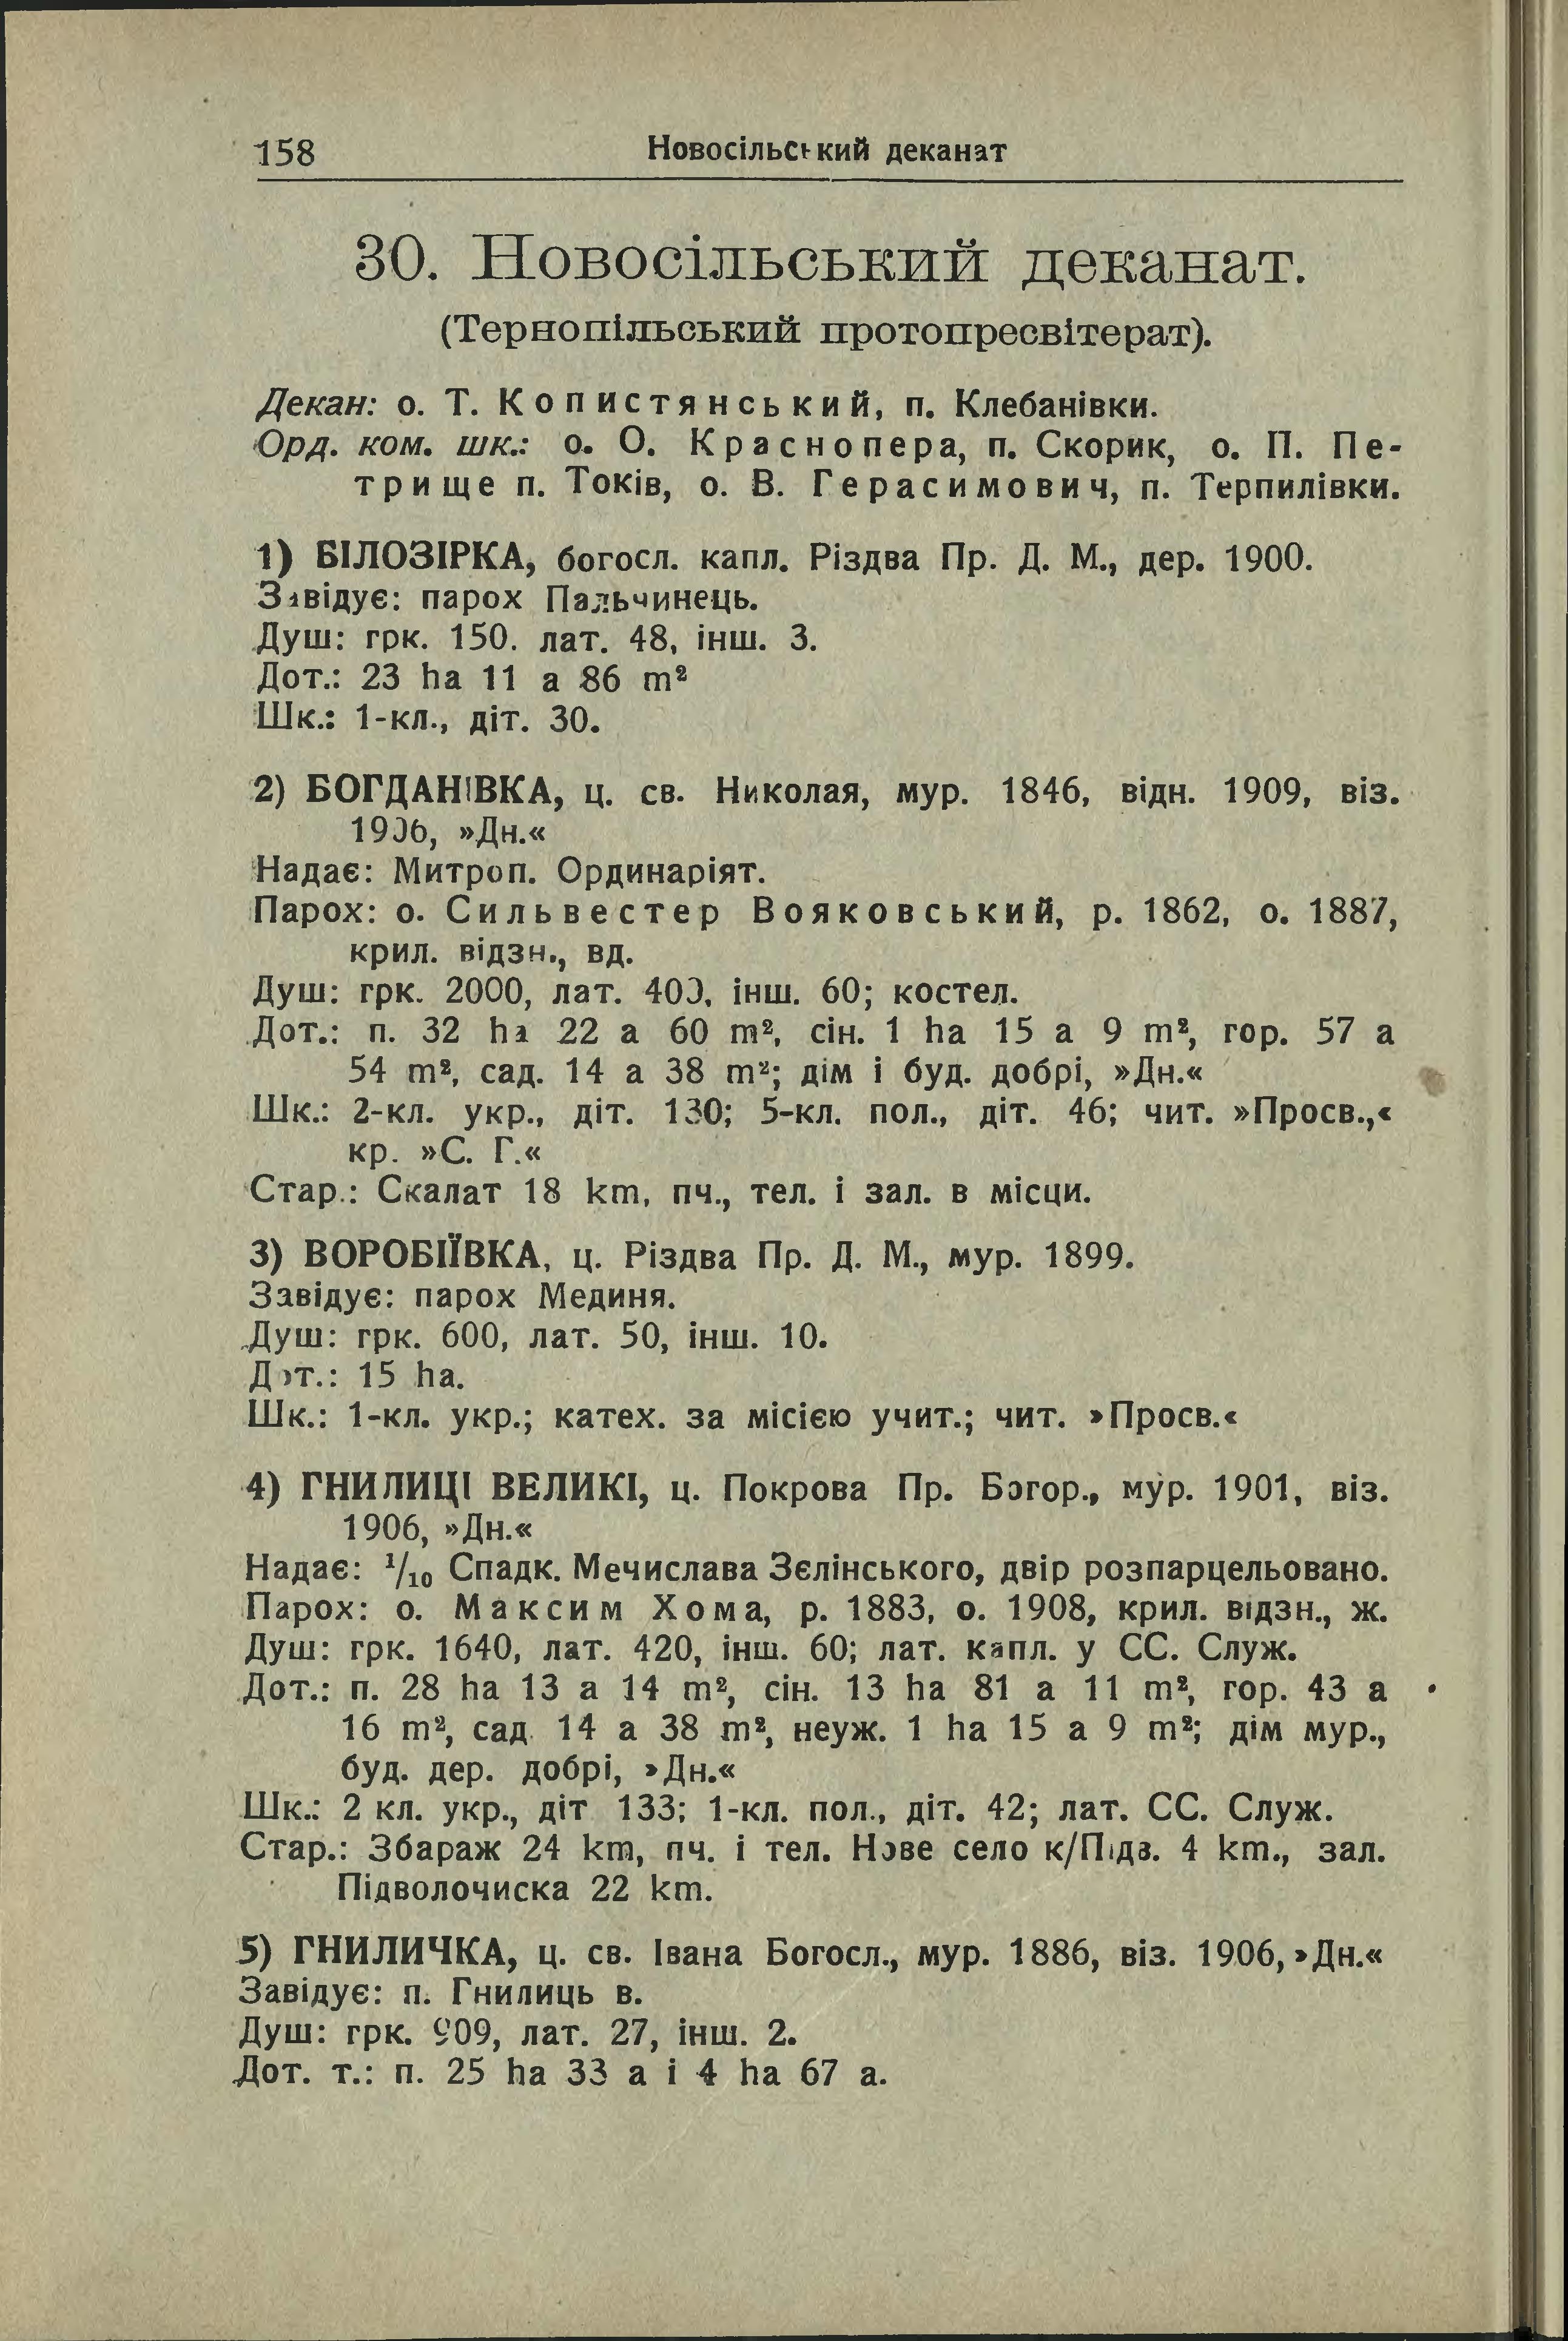 158 Новосільський деканат
30. Новосільський деканат.
(Тернопільський протопресвітерат).
Декан: о. Т. Копистянський, п. Клебанівки.
Орд. ком. шк.: о. О. Краснопера, п. Скорик, о. П. Пе-
трище п. Токів, о. В. Герасимович, п. Терпилівки.
1) БІЛОЗІРКА, богосл. капл. Різдва Пр. Д. М., дер. 1900.
Завідує: парох Пальчинець.
Душ: грк. 150. лат. 48, інш. 3.
Дот.: 23 ha 11 a 86 m²
Шк.: 1-кл., діт. 30.
2) БОГДАНІВКА, ц. св. Николая, мур. 1846, відн. 1909, віз.
1906, »Дн.«
Надає: Митроп. Ординаріят.
Парох: о. Сильвестер Вояковський, р. 1862, о. 1887,
крил. відзн., вд.
Душ: грк. 2000, лат. 400, інш. 60; костел.
Дот.: п. 32 ha 22 a 60 m², сін. 1 ha 15 a 9 m², гор. 57 a
54 m², сад. 14 a 38 m²; дім і буд. добрі, »Дн.«
Шк.: 2-кл. укр., діт. 130; 5-кл. пол., діт. 46; чит. »Просв.,«
кр. »С. Г.«
Стар.: Скалат 18 km, пч., тел. і зал. в місци.
3) ВОРОБІЇВКА, ц. Різдва Пр. Д. М., мур. 1899.
Завідує: парох Мединя.
Душ: грк. 600, лат. 50, інш. 10.
Дот.: 15 ha.
Шк.: 1-кл. укр.; катех. за місією учит.; чит. »Просв.«
4) ГНИЛИЦІ ВЕЛИКІ, ц. Покрова Пр. Богор., мур. 1901, віз.
1906, »Дн.«
Надає: ¹/₁₀ Спадк. Мечислава Зєлінського, двір розпарцельовано.
Парох: о. Максим Хома, р. 1883, о. 1908, крил. відзн., ж.
Душ: грк. 1640, лат. 420, інш. 60; лат. капл. у СС. Служ.
Дот.: п. 28 ha 13 a 14 m², сін. 13 ha 81 a 11 m², гор. 43 a
16 m², сад. 14 a 38 m², неуж. 1 ha 15 a 9 m²; дім мур.,
буд. дер. добрі, »Дн.«
Шк.: 2 кл. укр., діт 133; 1-кл. пол., діт. 42; лат. СС. Служ.
Стар.: Збараж 24 km, пч. і тел. Нове село к/Підв. 4 km., зал.
Підволочиска 22 km.
5) ГНИЛИЧКА, ц. св. Івана Богосл., мур. 1886, віз. 1906, »Дн.«
Завідує: п. Гнилиць в.
Душ: грк. 909, лат. 27, інш. 2.
Дот. т.: п. 25 ha 33 a і 4 ha 67 a.